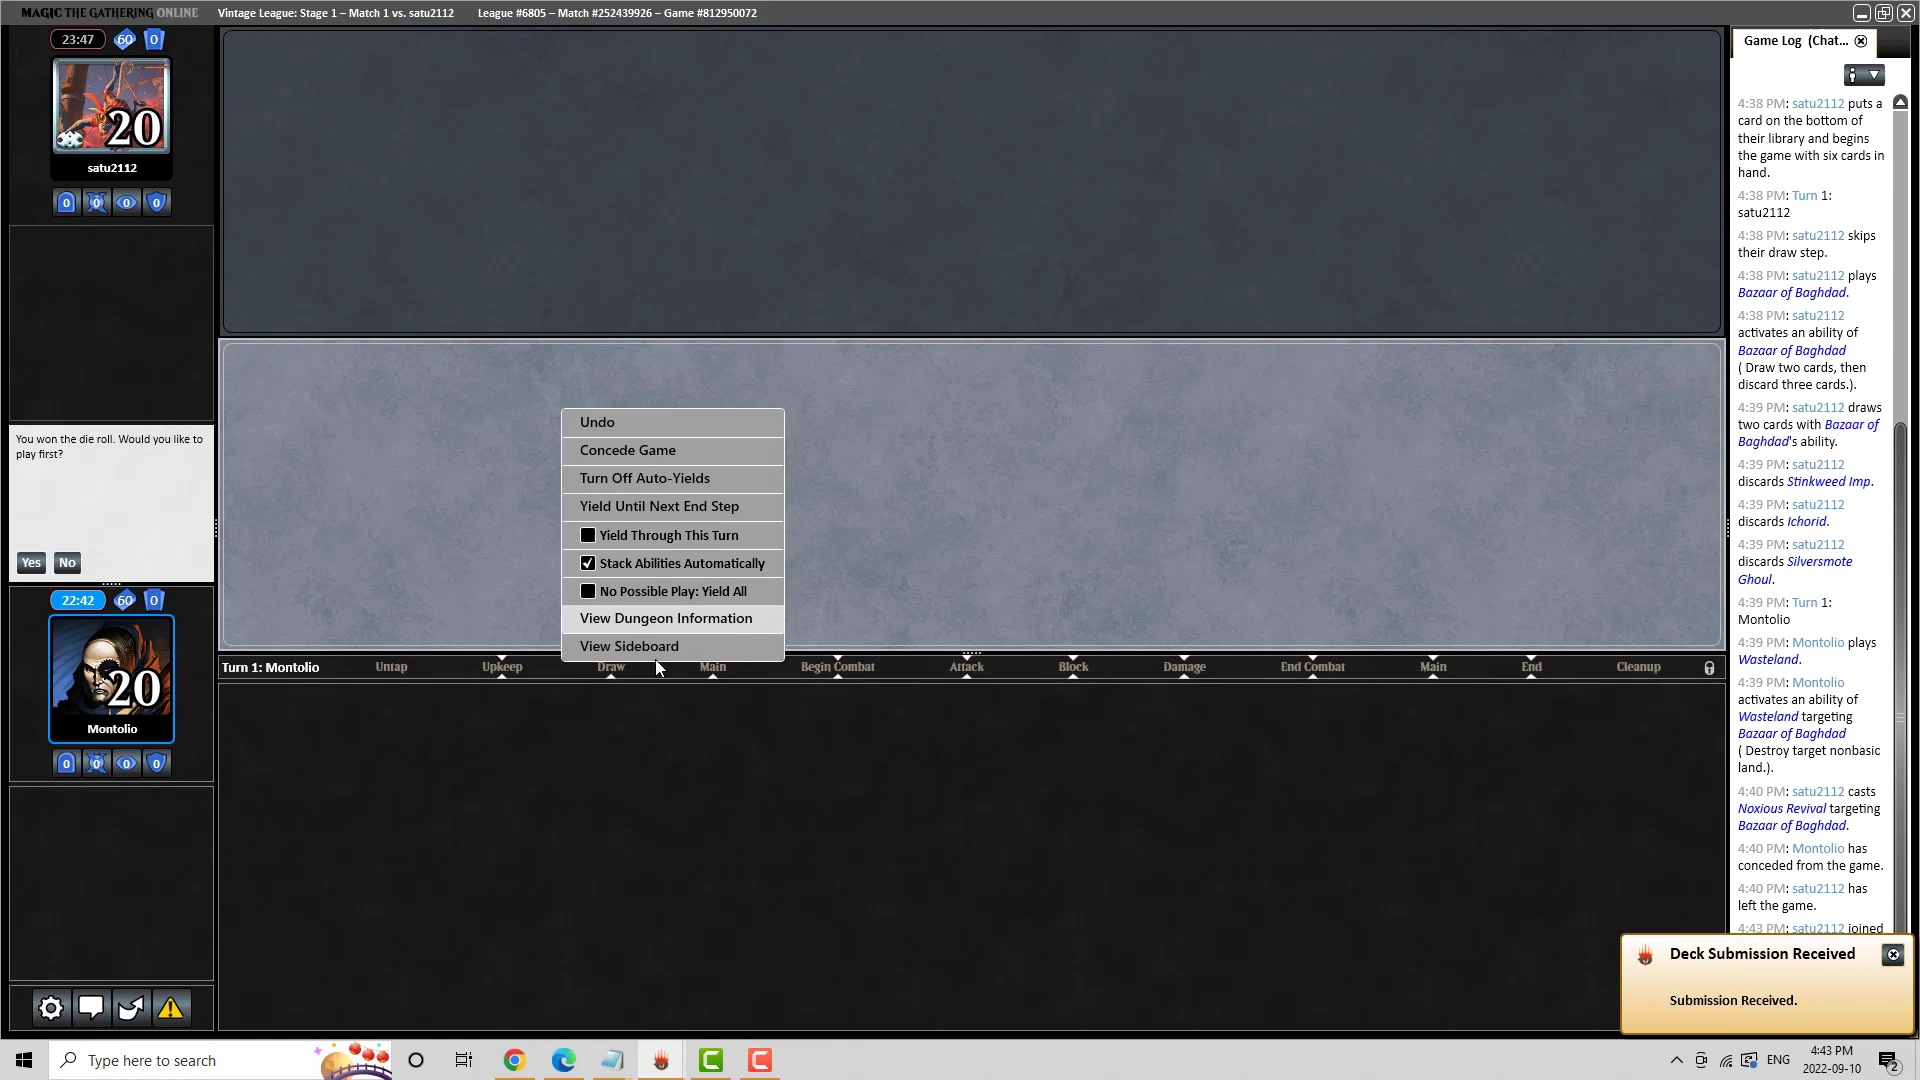 MAGIC THE GATHERING ONLINE
Vintage League: Stage 1 – Match 1 vs. satu2112
League #6805 – Match #252439926 – Game #812950072
23:47
60
0
20
satu2112
0
0
0
0
You won the die roll. Would you like to
play first?
Yes
No
22:42
60
0
20
Montolio
0
0
0
0
Undo
Concede Game
Turn Off Auto-Yields
Yield Until Next End Step
Yield Through This Turn
Stack Abilities Automatically
No Possible Play: Yield All
View Dungeon Information
View Sideboard
Turn 1: Montolio
Untap
Upkeep
Draw
Main
Begin Combat
Attack
Block
Damage
End Combat
Main
End
Cleanup
Game Log (Chat...
4:38 PM: satu2112 puts a
card on the bottom of
their library and begins
the game with six cards in
hand.
4:38 PM: Turn 1:
satu2112
4:38 PM: satu2112 skips
their draw step.
4:38 PM: satu2112 plays
Bazaar of Baghdad.
4:38 PM: satu2112
activates an ability of
Bazaar of Baghdad
( Draw two cards, then
discard three cards.).
4:39 PM: satu2112 draws
two cards with Bazaar of
Baghdad's ability.
4:39 PM: satu2112
discards Stinkweed Imp.
4:39 PM: satu2112
discards Ichorid.
4:39 PM: satu2112
discards Silversmote
Ghoul.
4:39 PM: Turn 1:
Montolio
4:39 PM: Montolio plays
Wasteland.
4:39 PM: Montolio
activates an ability of
Wasteland targeting
Bazaar of Baghdad
( Destroy target nonbasic
land.).
4:40 PM: satu2112 casts
Noxious Revival targeting
Bazaar of Baghdad.
4:40 PM: Montolio has
conceded from the game.
4:40 PM: satu2112 has
left the game.
4:43 PM: satu2112 joined
Deck Submission Received
Submission Received.
Type here to search
ENG
4:43 PM
2022-09-10
2